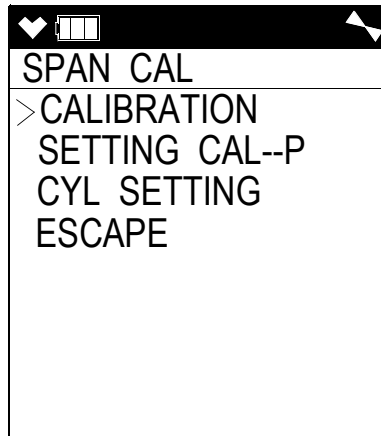 SPAN CAL
>CALIBRATION
SETTING CAL--P
CYL SETTING
ESCAPE